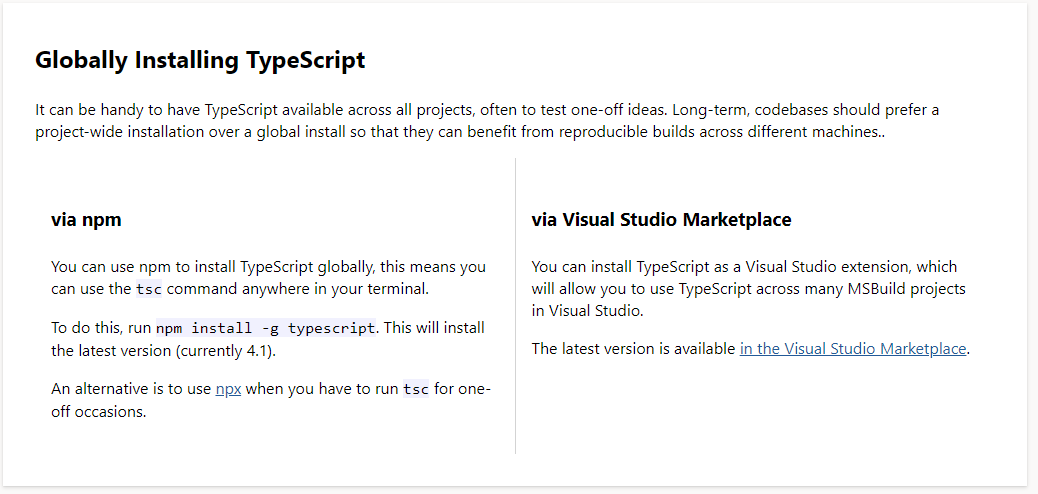 Globally Installing TypeScript
It can be handy to have TypeScript available across all projects, often to test one-off ideas. Long-term, codebases should prefer a
project-wide installation over a global install so that they can benefit from reproducible builds across different machines..
via npm
You can use npm to install TypeScript globally, this means you
can use the tsc command anywhere in your terminal.
To do this, run npm install -g typescript. This will install
the latest version (currently 4.1).
An alternative is to use npx when you have to run tsc for one-
off occasions.
via Visual Studio Marketplace
You can install TypeScript as a Visual Studio extension, which
will allow you to use TypeScript across many MSBuild projects
in Visual Studio.
The latest version is available in the Visual Studio Marketplace.